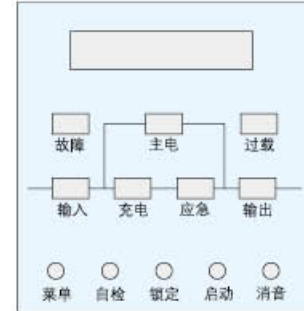 故障 主电 过载
输入 充电 应急 输出
菜单 自检 锁定 启动 消音